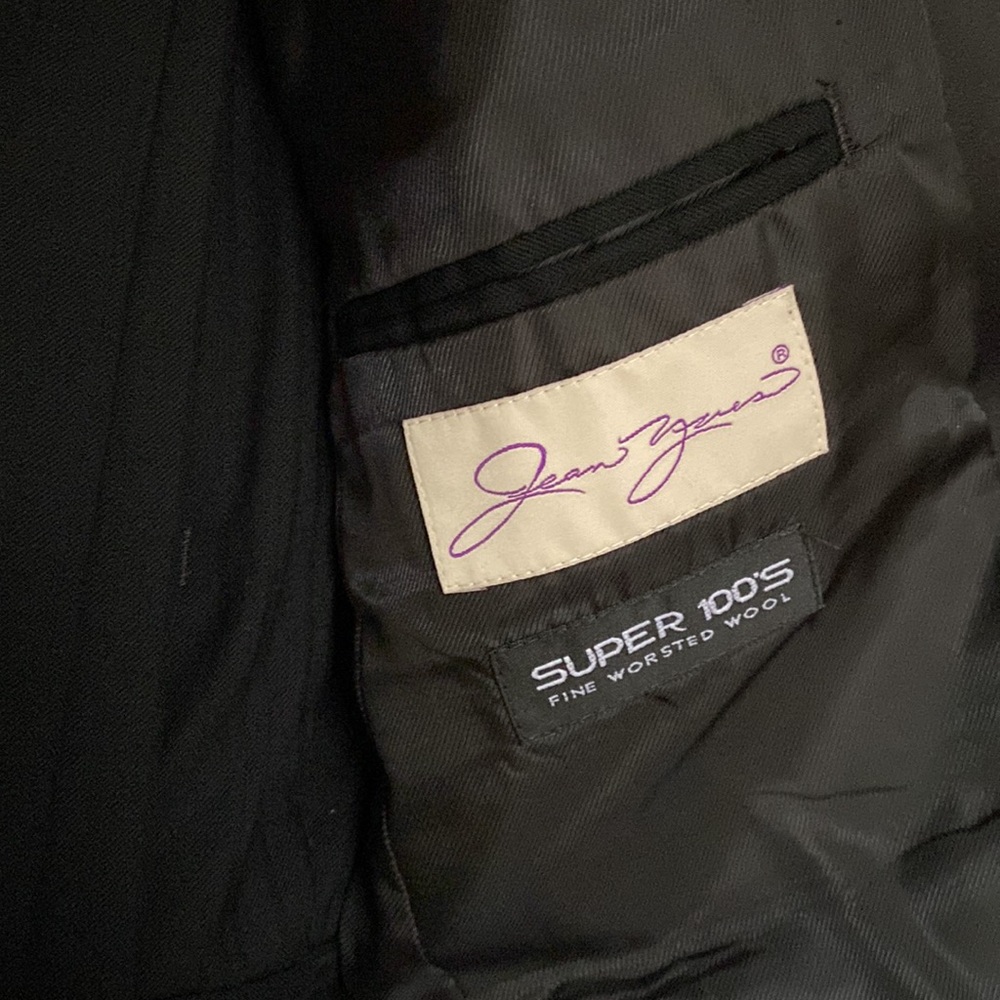 Jean Yves®
SUPER 100'S
FINE WORSTED WOOL